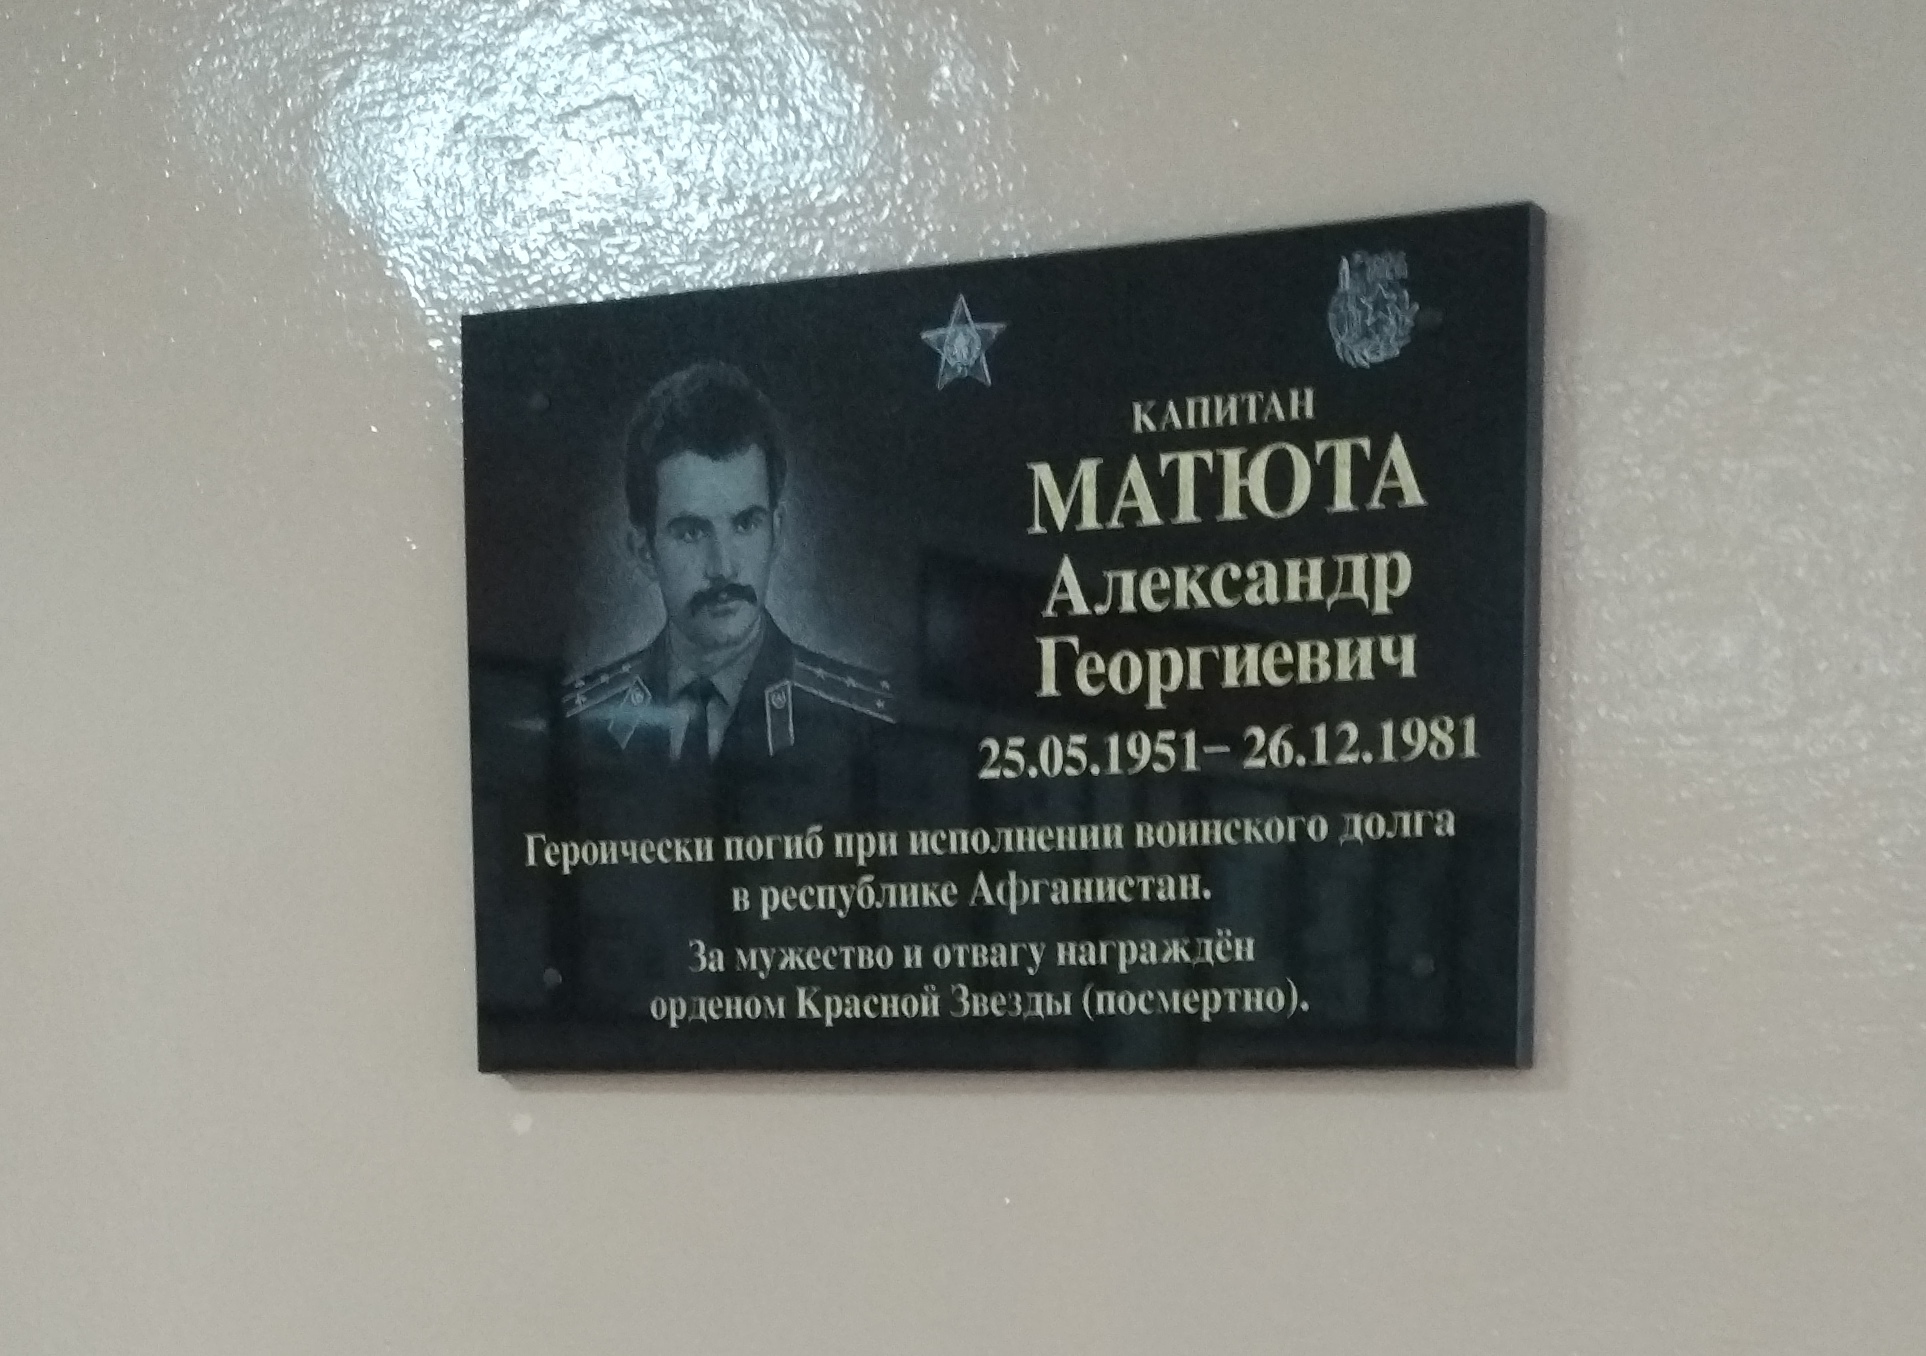 КАПИТАН
МАТЮТА
Александр
Георгиевич
25.05.1951– 26.12.1981
Героически погиб при исполнении воинского долга
в республике Афганистан.
За мужество и отвагу награждён
орденом Красной Звезды (посмертно).